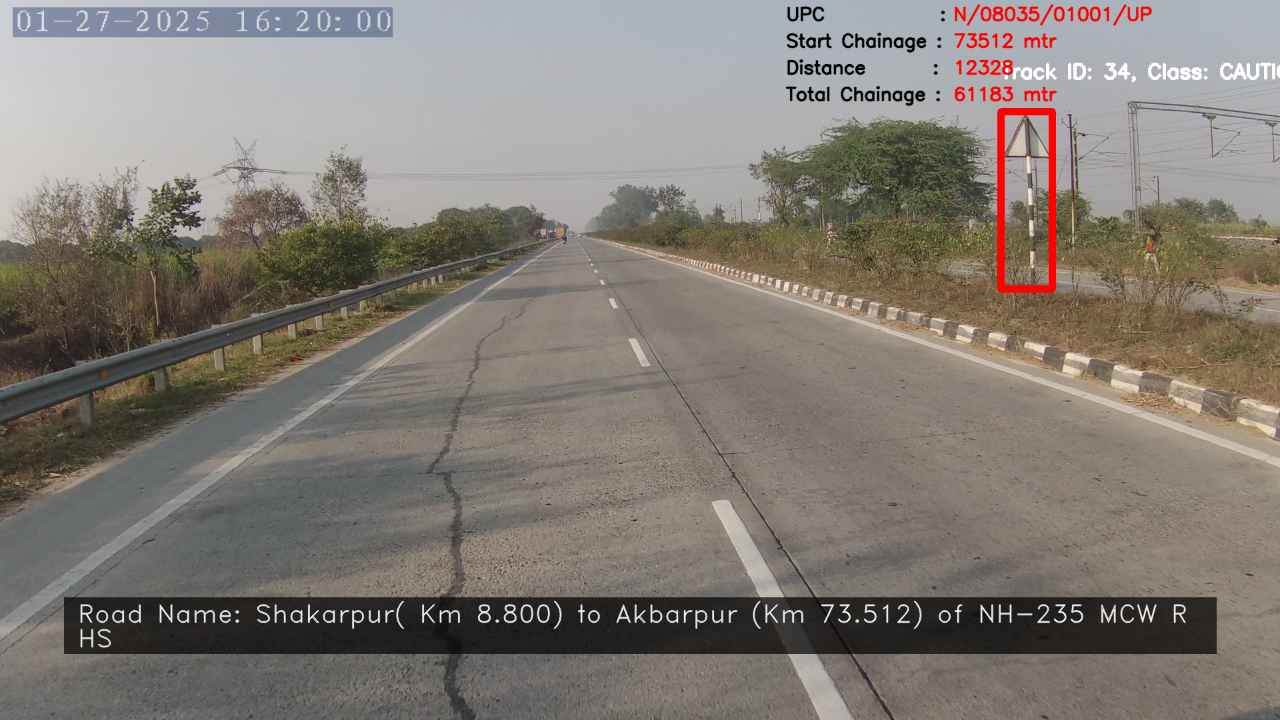 01-27-2025 16:20:00
UPC : N/08035/01001/UP
Start Chainage : 73512 mtr
Distance : 12328
Track ID: 34, Class:
Total Chainage : 61183 mtr
Road Name: Shakarpur( Km 8.800) to Akbarpur (Km 73.512) of NH-235 MCW R
HS